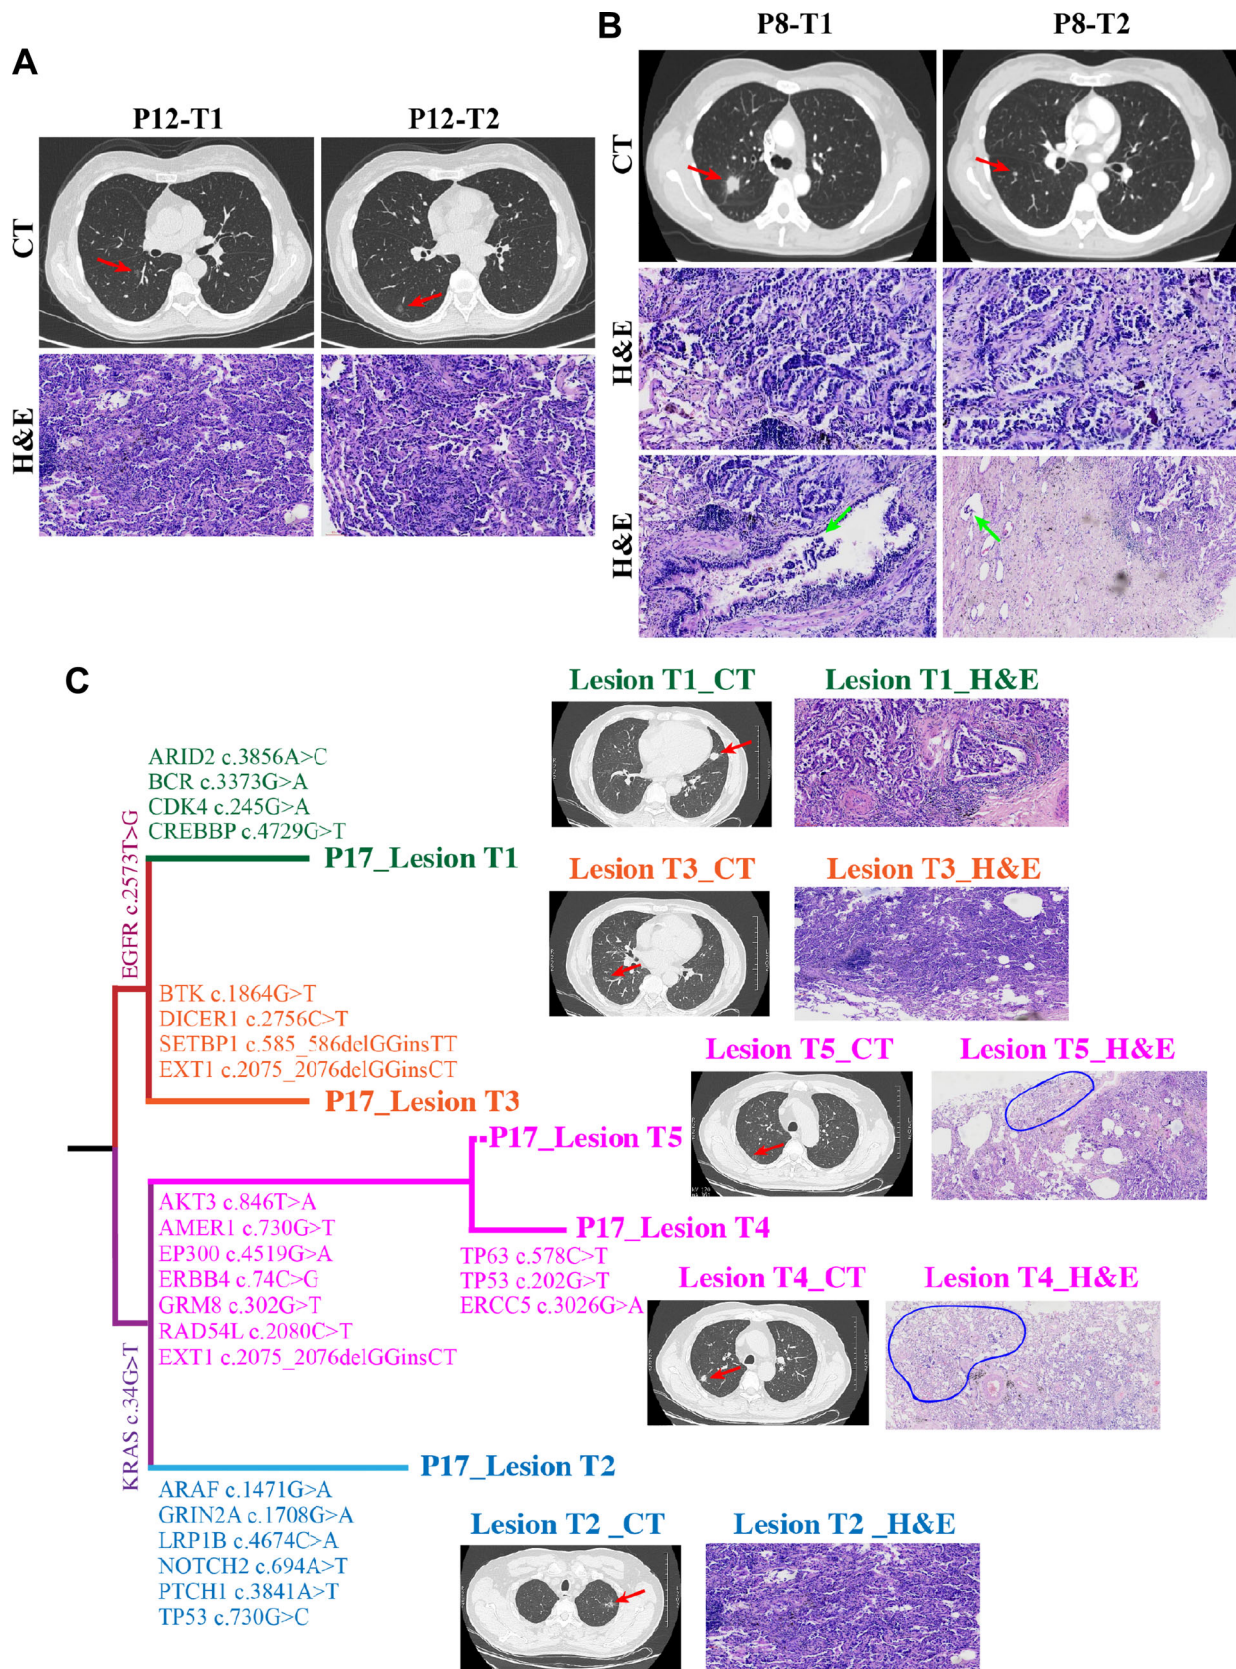 A
P12-T1
P12-T2
CT
H&E
B
P8-T1
P8-T2
CT
H&E
H&E
C
Lesion T1_CT
Lesion T1_H&E
ARID2 c.3856A>C
BCR c.3373G>A
CDK4 c.245G>A
CREBBP c.4729G>T
EGFR c.2573T>G
P17_Lesion T1
Lesion T3_CT
Lesion T3_H&E
BTK c.1864G>T
DICER1 c.2756C>T
SETBP1 c.585_586delGGinsTT
EXT1 c.2075_2076delGGinsCT
P17_Lesion T3
Lesion T5_CT
Lesion T5_H&E
P17_Lesion T5
AKT3 c.846T>A
AMER1 c.730G>T
EP300 c.4519G>A
ERBB4 c.74C>G
GRM8 c.302G>T
RAD54L c.2080C>T
EXT1 c.2075_2076delGGinsCT
P17_Lesion T4
TP63 c.578C>T
TP53 c.202G>T
ERCC5 c.3026G>A
Lesion T4_CT
Lesion T4_H&E
KRAS c.34G>T
P17_Lesion T2
ARAF c.1471G>A
GRIN2A c.1708G>A
LRP1B c.4674C>A
NOTCH2 c.694A>T
PTCH1 c.3841A>T
TP53 c.730G>C
Lesion T2 _CT
Lesion T2 _H&E